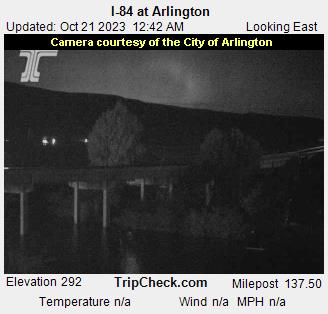 I-84 at Arlington
Updated: Oct 21 2023 12:42 AM Looking East
Camera courtesy of the City of Arlington
Elevation 292 TripCheck.com Milepost 137.50
Temperature n/a Wind n/a MPH n/a